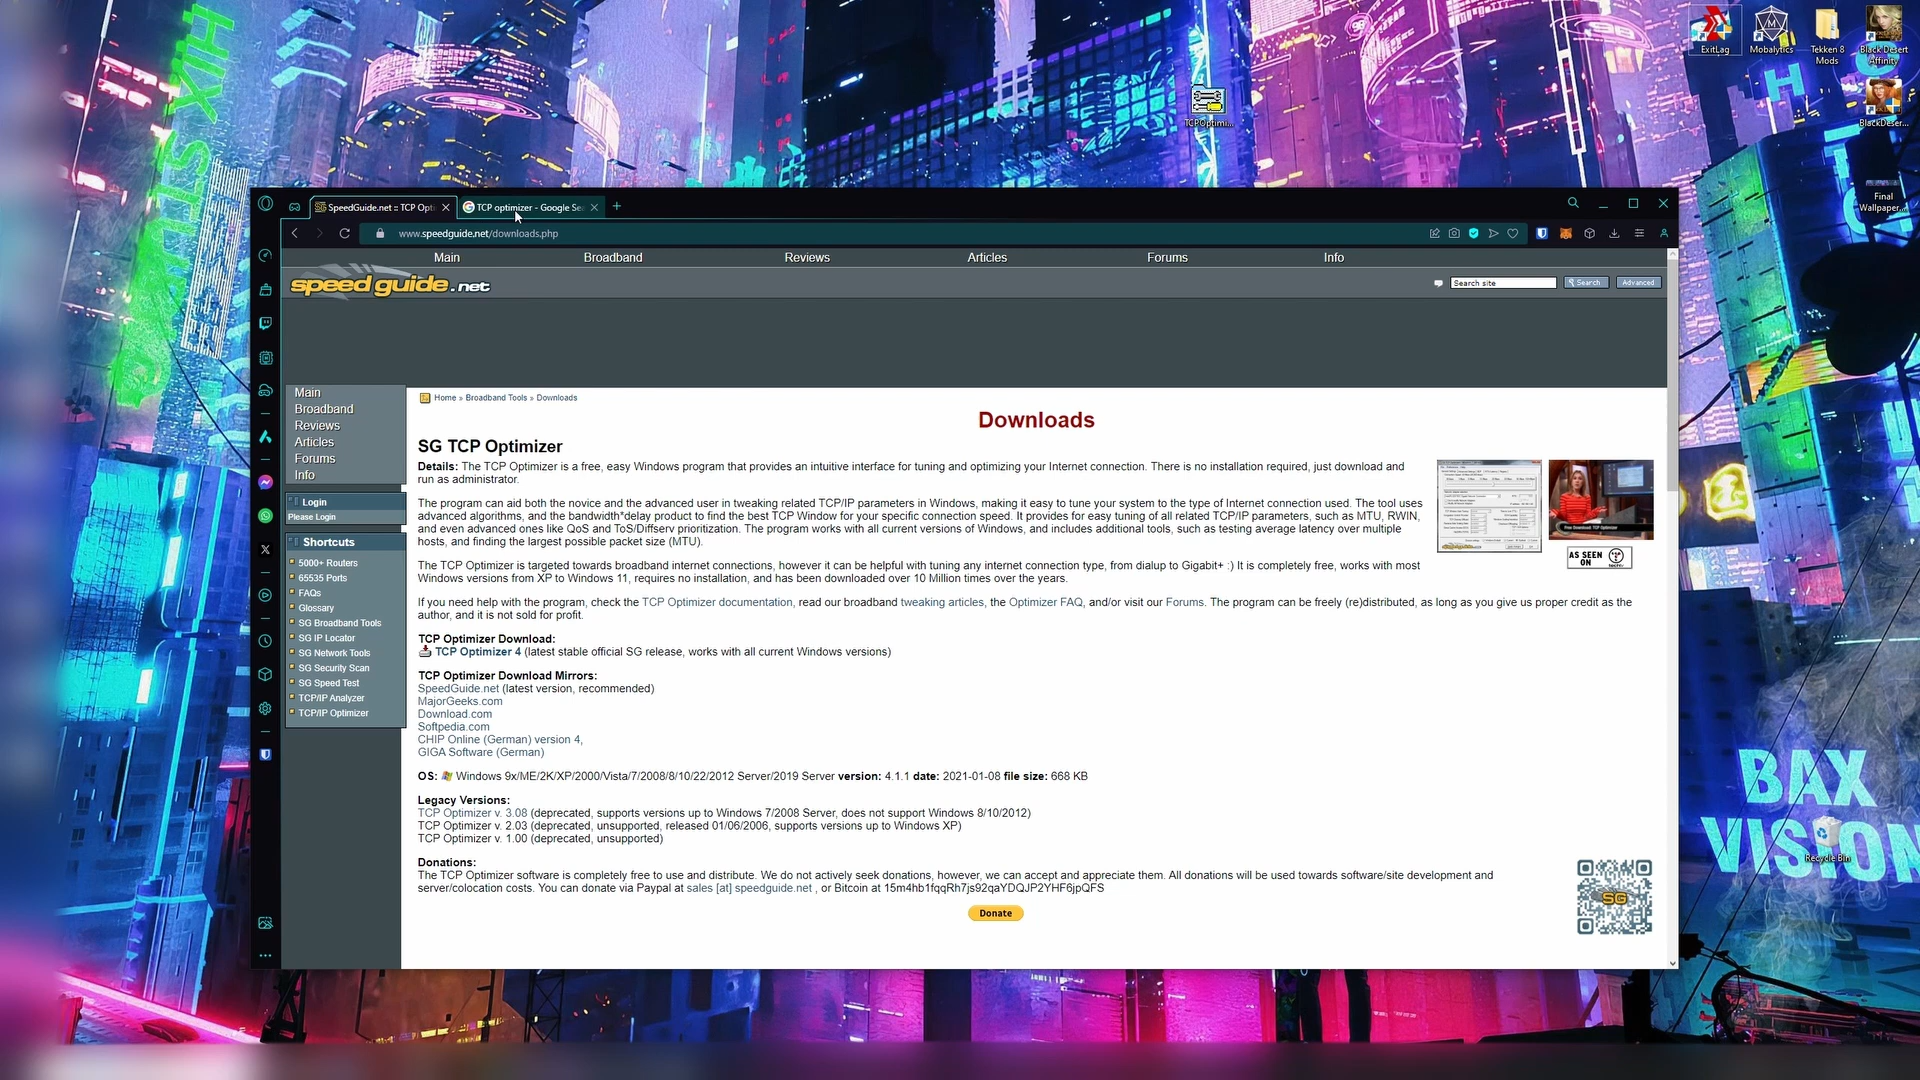 ExitLag
Mobalytics
Tekken 8
Mods
Black Desert
Affinity
TCPOptimi...
BlackDeser...
Final
Wallpaper...
SpeedGuide.net :: TCP Opti
TCP optimizer - Google Sea
www.speedguide.net/downloads.php
Main
Broadband
Reviews
Articles
Forums
Info
speed guide.net
Search site
Search
Advanced
Main
Broadband
Reviews
Articles
Forums
Info
Login
Please Login
Shortcuts
5000+ Routers
65535 Ports
FAQs
Glossary
SG Broadband Tools
SG IP Locator
SG Network Tools
SG Security Scan
SG Speed Test
TCP/IP Analyzer
TCP/IP Optimizer
Home » Broadband Tools » Downloads
Downloads
SG TCP Optimizer
Details: The TCP Optimizer is a free, easy Windows program that provides an intuitive interface for tuning and optimizing your Internet connection. There is no installation required, just download and
run as administrator.
The program can aid both the novice and the advanced user in tweaking related TCP/IP parameters in Windows, making it easy to tune your system to the type of Internet connection used. The tool uses
advanced algorithms, and the bandwidth*delay product to find the best TCP Window for your specific connection speed. It provides for easy tuning of all related TCP/IP parameters, such as MTU, RWIN,
and even advanced ones like QoS and ToS/Diffserv prioritization. The program wow works with all current versions of Windows, and includes additional tools, such as testing average latency over multiple
hosts, and finding the largest possible packet size (MTU).
The TCP Optimizer is targeted towards broadband internet connections, however it can be helpful with tuning any internet connection type, from dialup to Gigabit+ :) It is completely free, works with most
Windows versions from XP to Windows 11, requires no installation, and has been downloaded over 10 Million times over the years.
If you need help with the program, check the TCP Optimizer documentation, read our broadband tweaking articles, the Optimizer FAQ, and/or visit our Forums. The program can be freely (re)distributed, as long as you give us proper credit as the
author, and it is not sold for profit.
TCP Optimizer Download:
TCP Optimizer 4 (latest stable official SG release, works with all current Windows versions)
TCP Optimizer Download Mirrors:
SpeedGuide.net (latest version, recommended)
MajorGeeks.com
Download.com
Softpedia.com
CHIP Online (German) version 4,
GIGA Software (German)
OS: Windows 9x/ME/2K/XP/2000/Vista/7/2008/8/10/22/2012 Server/2019 Server version: 4.1.1 date: 2021-01-08 file size: 668 KB
Legacy Versions:
TCP Optimizer v. 3.08 (deprecated, supports versions up to Windows 7/2008 Server, does not support Windows 8/10/2012)
TCP Optimizer v. 2.03 (deprecated, unsupported, released 01/06/2006, supports versions up to Windows XP)
TCP Optimizer v. 1.00 (deprecated, unsupported)
Donations:
The TCP Optimizer software is completely free to use and distribute. We do not actively seek donations, however, we can accept and appreciate them. All donations will be used towards software/site development and
server/colocation costs. You can donate via Paypal at sales [at] speedguide.net , or Bitcoin at 15m4hb1fqqRh7js92qaYDQJP2YHF6jpQFS
Donate
AS SEEN
ON
SG
BAX
VISION
Recycle Bin